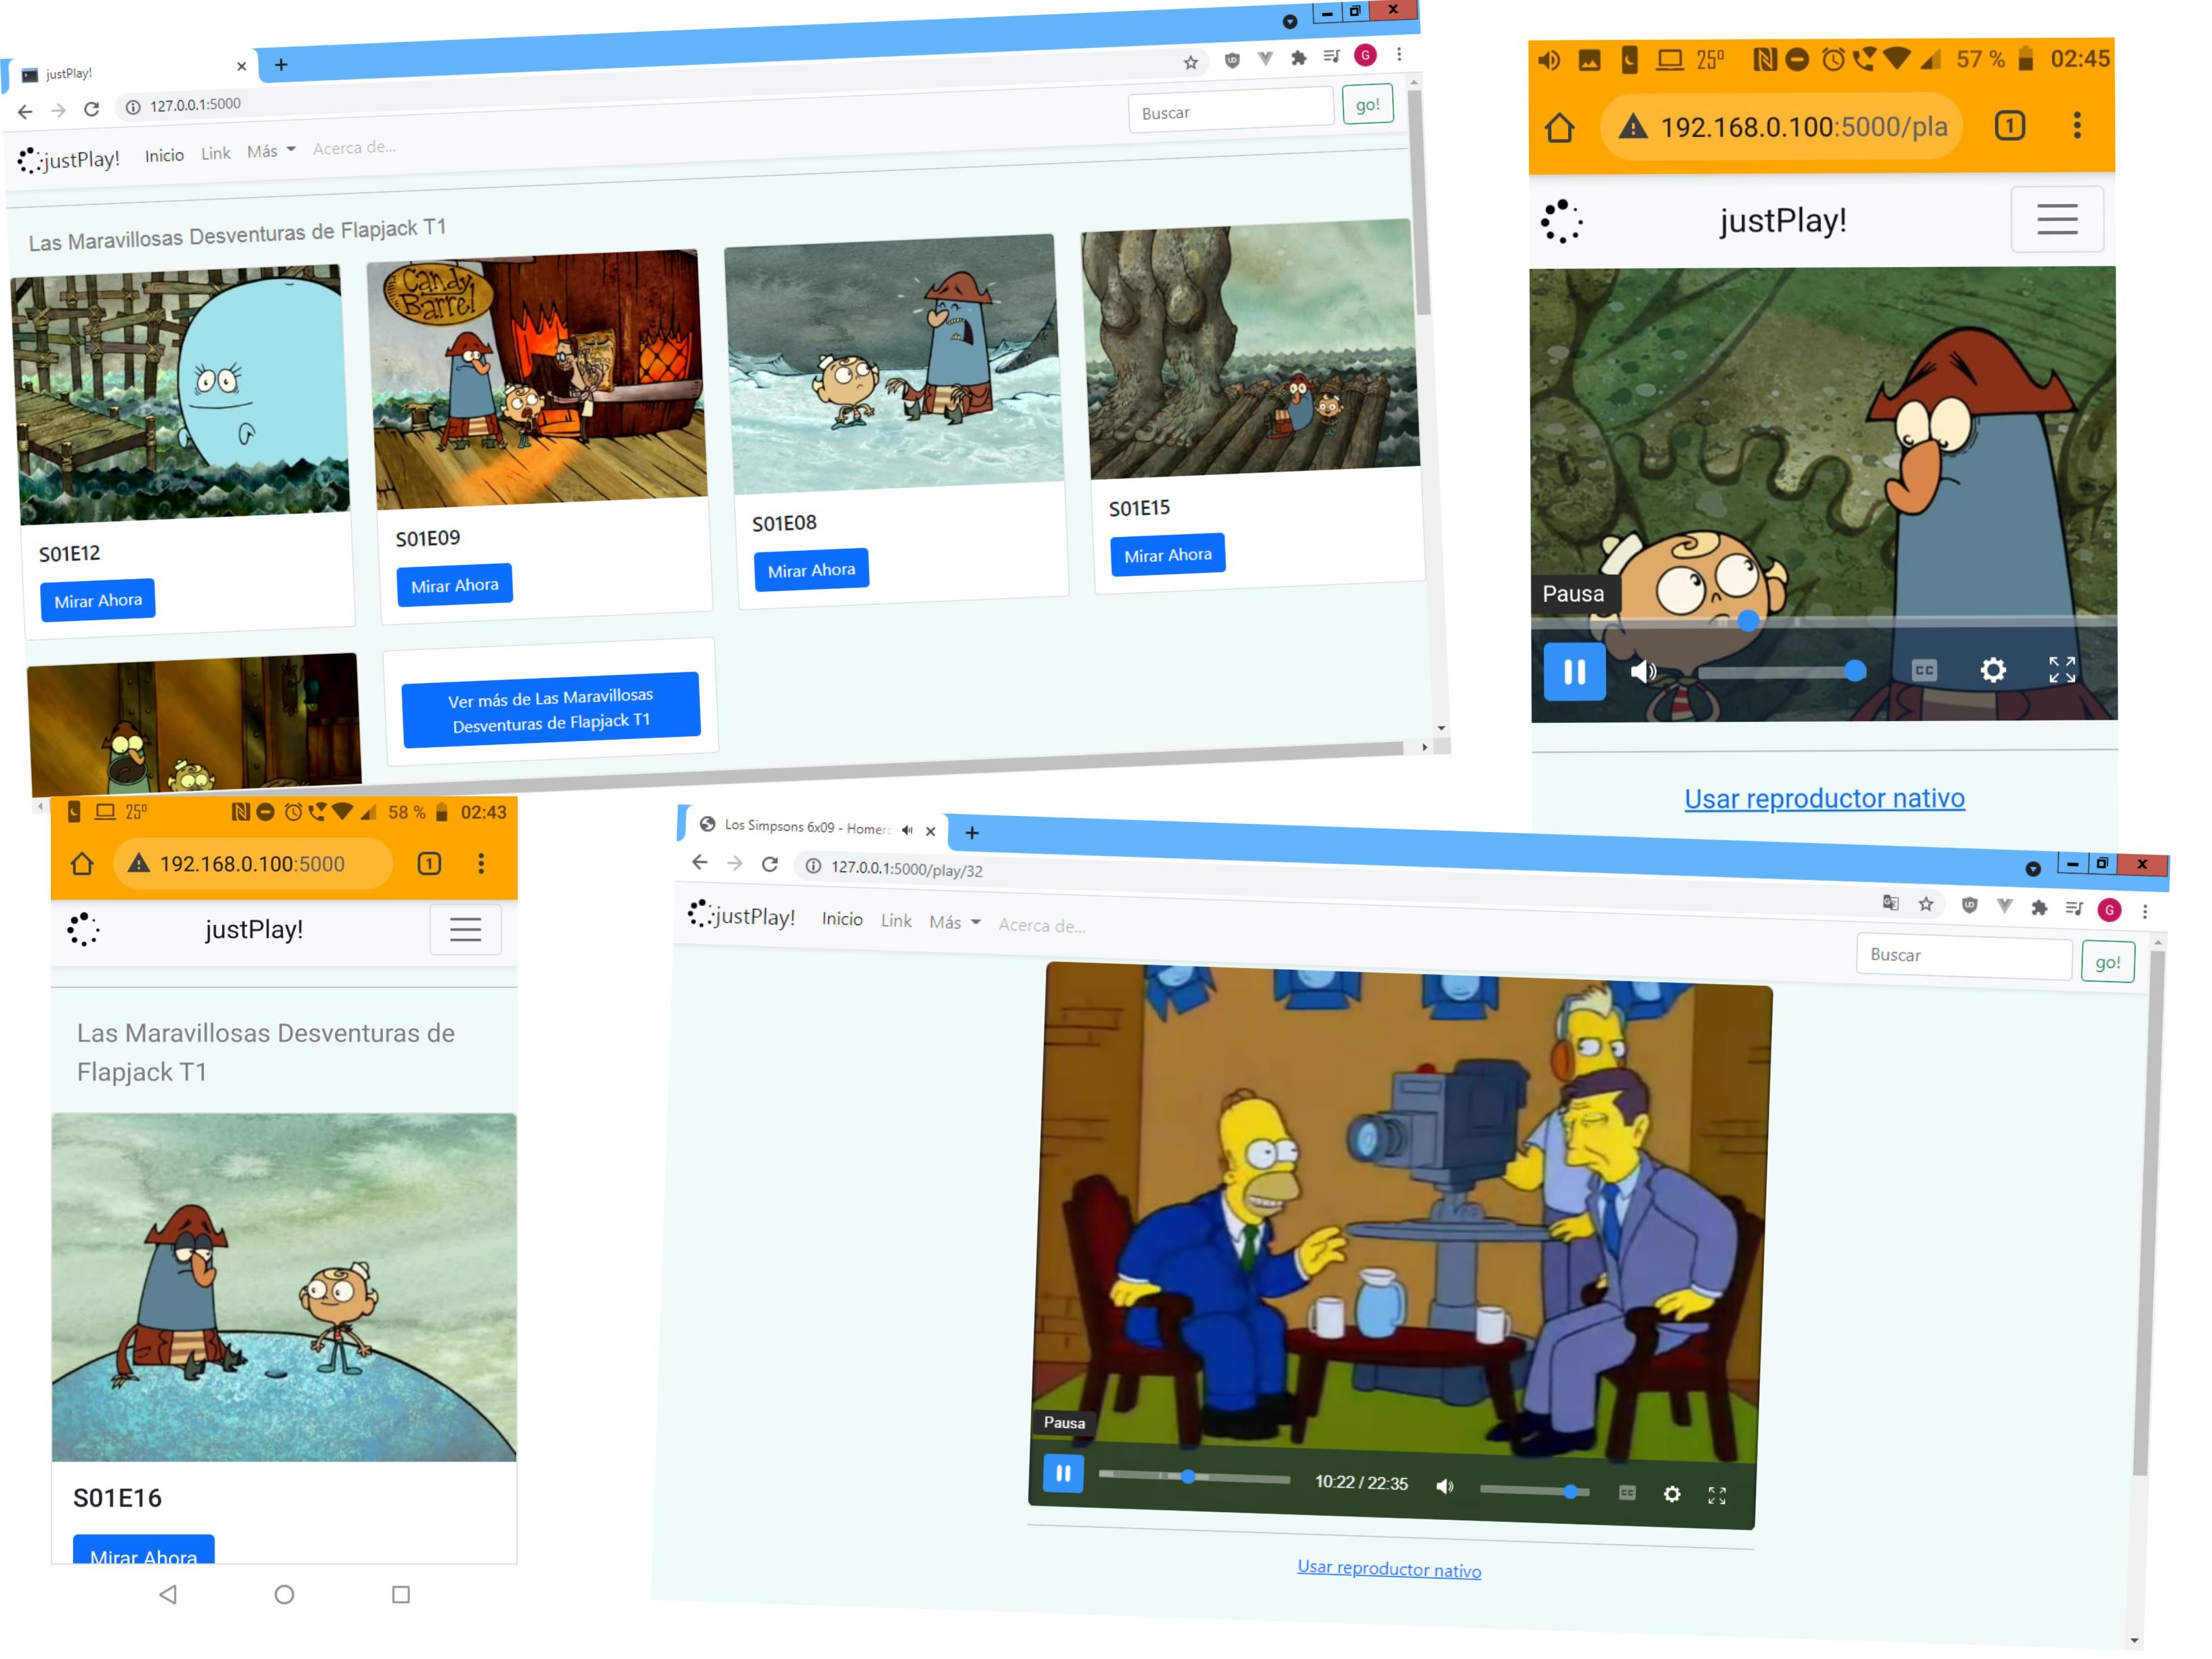 justPlay!
127.0.0.1:5000
justPlay! Inicio Link Más Acerca de... Buscar go!
Las Maravillosas Desventuras de Flapjack T1
Candy
Barrel
S01E12
Mirar Ahora
S01E09
Mirar Ahora
S01E08
Mirar Ahora
S01E15
Mirar Ahora
Ver más de Las Maravillosas
Desventuras de Flapjack T1
25º 57 % 02:45
192.168.0.100:5000/pla
1
justPlay!
Pausa
CC
Usar reproductor nativo
25º 58 % 02:43
192.168.0.100:5000
1
justPlay!
Las Maravillosas Desventuras de
Flapjack T1
S01E16
Mirar Ahora
Los Simpsons 6x09 - Homer
127.0.0.1:5000/play/32
G
justPlay! Inicio Link Más Acerca de... Buscar go!
Pausa
10:22 / 22:35
CC
Usar reproductor nativo